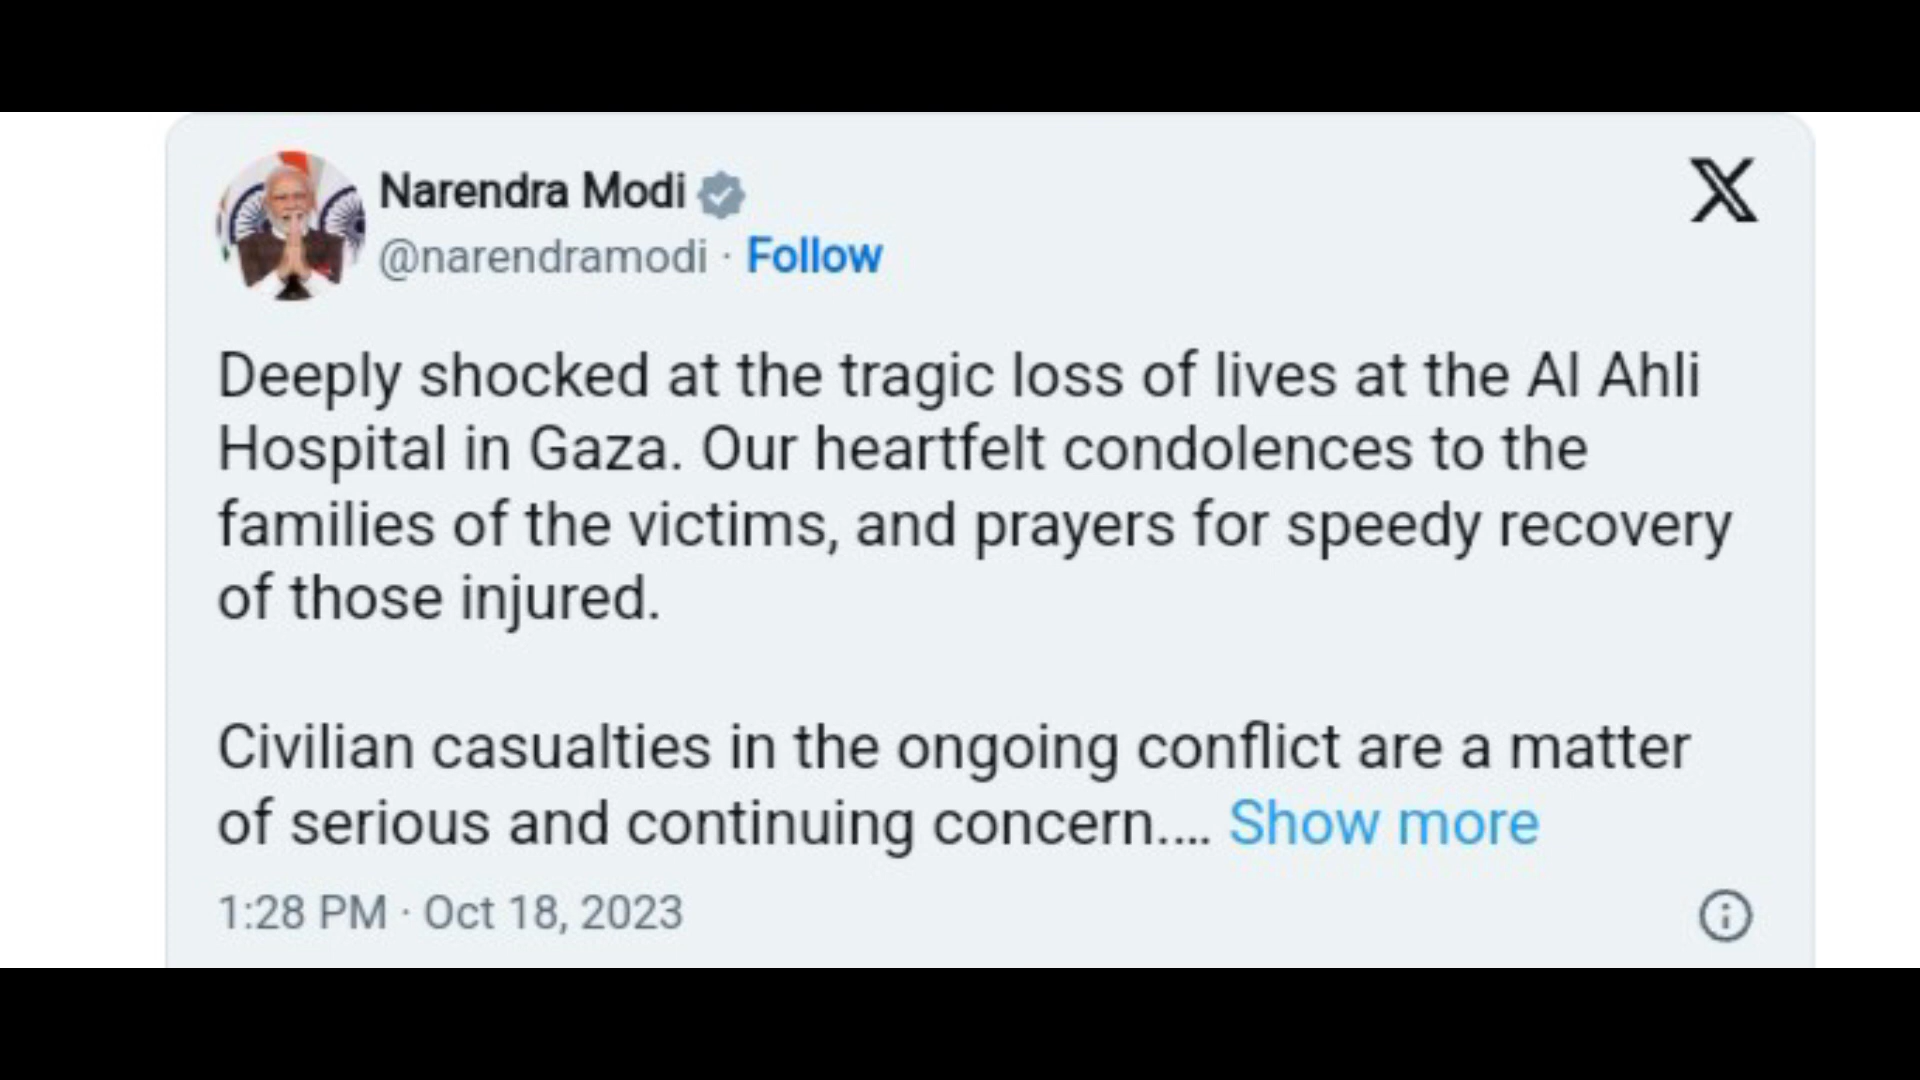 Narendra Modi
@narendramodi · Follow
Deeply shocked at the tragic loss of lives at the Al Ahli
Hospital in Gaza. Our heartfelt condolences to the
families of the victims, and prayers for speedy recovery
of those injured.
Civilian casualties in the ongoing conflict are a matter
of serious and continuing concern.... Show more
1:28 PM · Oct 18, 2023